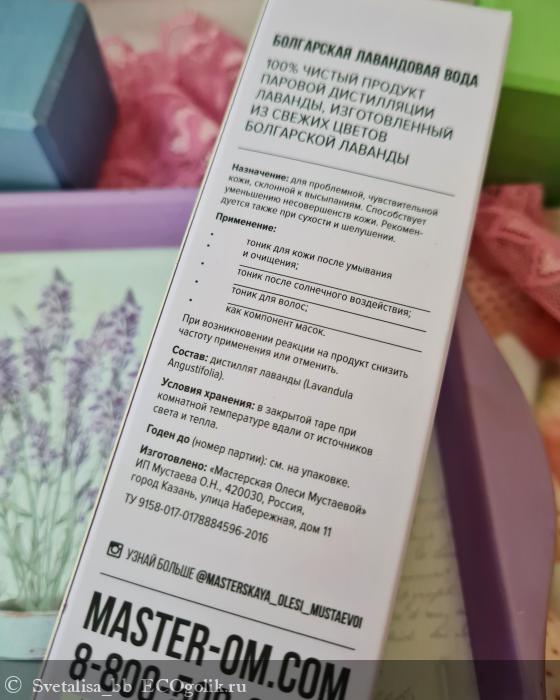 БОЛГАРСКАЯ ЛАВАНДОВАЯ ВОДА
100% ЧИСТЫЙ ПРОДУКТ
ПАРОВОЙ ДИСТИЛЛЯЦИИ
ЛАВАНДЫ, ИЗГОТОВЛЕННЫЙ
ИЗ СВЕЖИХ ЦВЕТОВ
БОЛГАРСКОЙ ЛАВАНДЫ
Назначение: для проблемной, чувствительной
кожи, склонной к высыпаниям. Способствует
уменьшению несовершенств кожи. Рекомен-
дуется также при сухости и шелушении.
Применение:
• тоник для кожи после умывания
и очищения;
• тоник после солнечного воздействия;
• тоник для волос;
• как компонент масок.
При возникновении реакции на продукт снизить
частоту применения или отменить.
Состав: дистиллят лаванды (Lavandula
Angustifolia).
Условия хранения: в закрытой таре при
комнатной температуре вдали от источников
света и тепла.
Годен до (номер партии): см. на упаковке.
Изготовлено: «Мастерская Олеси Мустаевой»
ИП Мустаева О.Н., 420030, Россия,
город Казань, улица Набережная, дом 11
ТУ 9158-017-0178884596-2016
УЗНАЙ БОЛЬШЕ @MASTERSKAYA_OLESI_MUSTAEVOI
MASTER-OM.COM
8-800-
© Svetalisa_bb ECOgolik.ru